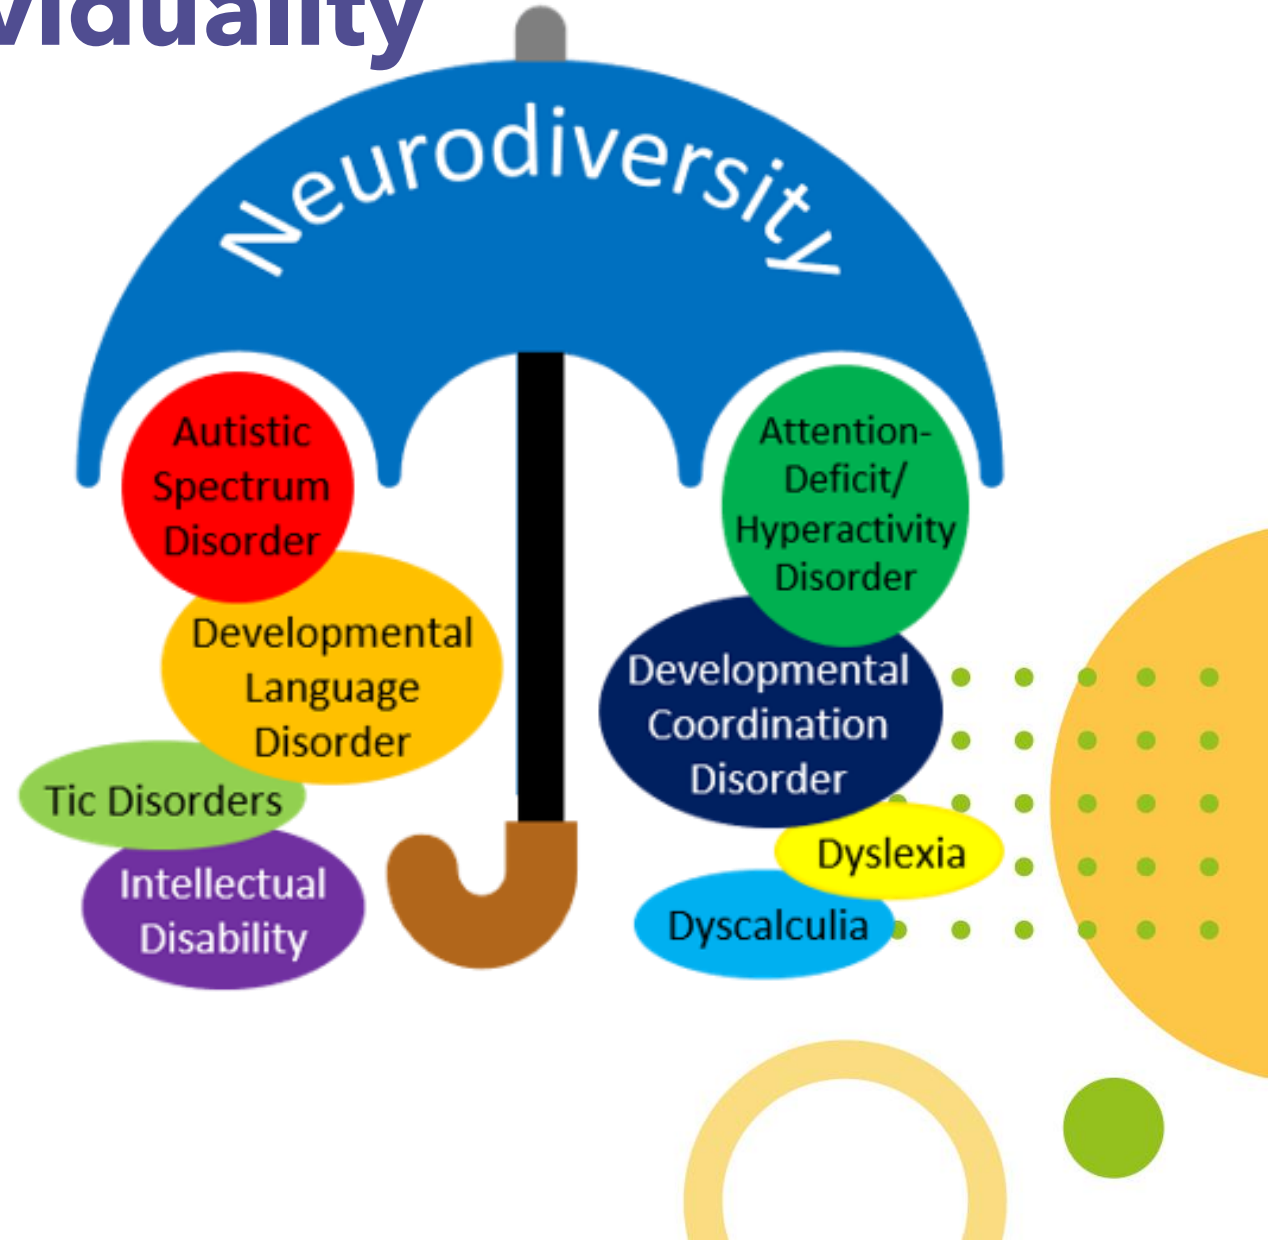 viduality
Neurodiversity
Autistic
Spectrum
Disorder
Developmental
Language
Disorder
Tic Disorders
Intellectual
Disability
Attention-
Deficit/
Hyperactivity
Disorder
Developmental
Coordination
Disorder
Dyslexia
Dyscalculia